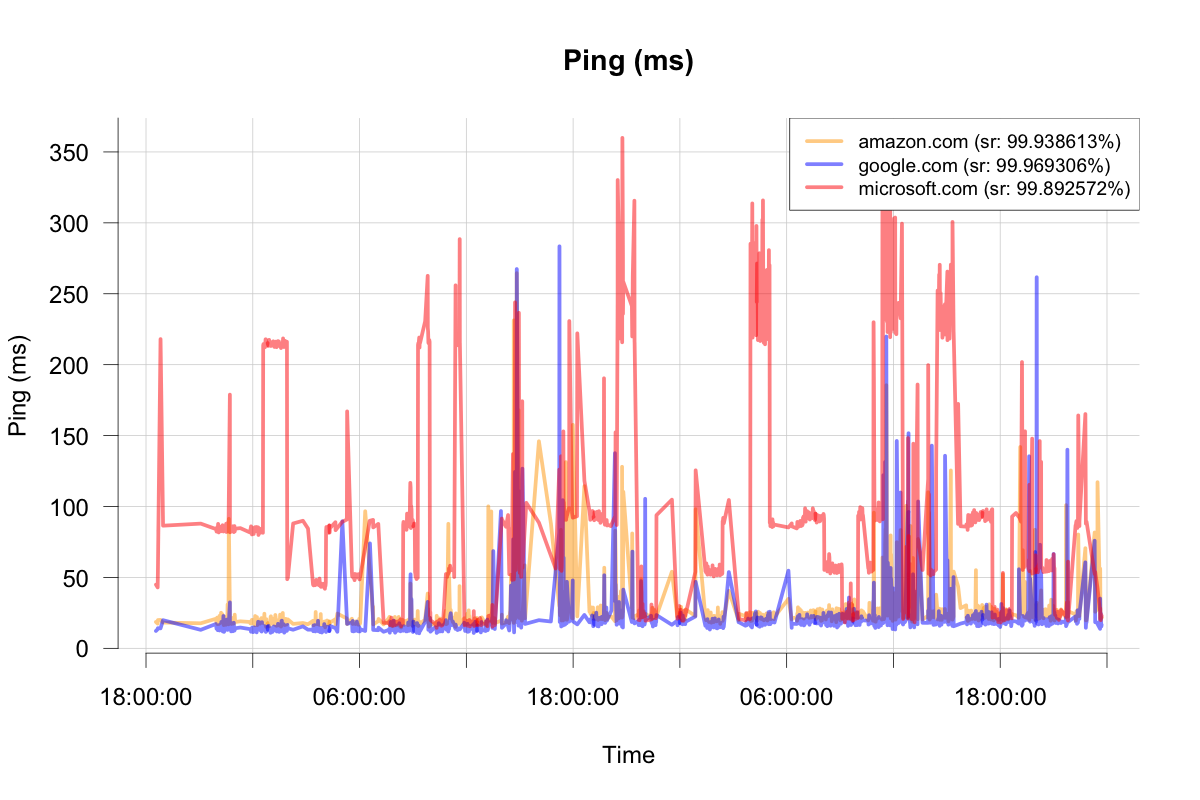 Ping (ms)
amazon.com (sr: 99.938613%)
google.com (sr: 99.969306%)
microsoft.com (sr: 99.892572%)
Ping (ms)
350
300
250
200
150
100
50
0
18:00:00 06:00:00 18:00:00 06:00:00 18:00:00
Time